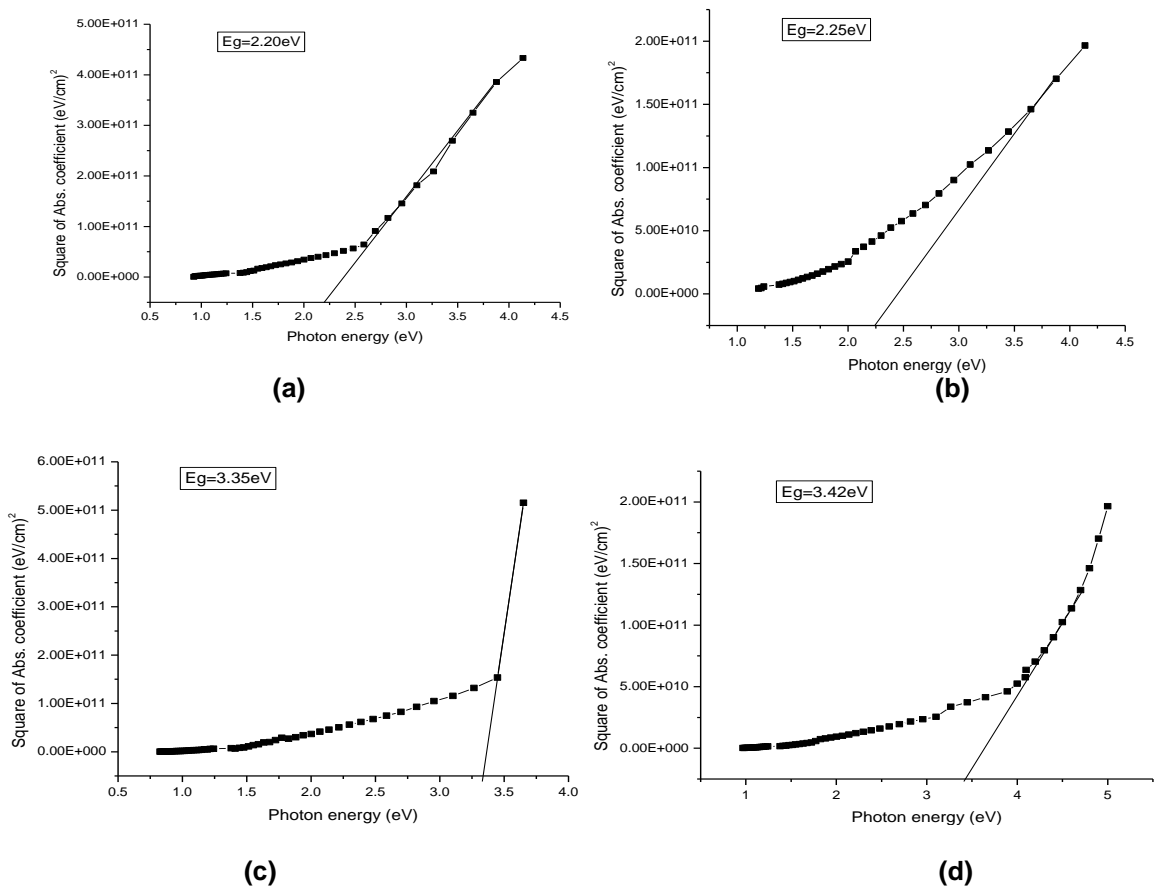 Eg=2.20eV
Square of Abs. coefficient (eV/cm)²
5.00E+011
4.00E+011
3.00E+011
2.00E+011
1.00E+011
0.00E+000
0.5 1.0 1.5 2.0 2.5 3.0 3.5 4.0 4.5
Photon energy (eV)
(a)
Eg=2.25eV
Square of Abs. coefficient (eV/cm)²
2.00E+011
1.50E+011
1.00E+011
5.00E+010
0.00E+000
1.0 1.5 2.0 2.5 3.0 3.5 4.0 4.5
Photon energy (eV)
(b)
Eg=3.35eV
Square of Abs. coefficient (eV/cm)²
6.00E+011
5.00E+011
4.00E+011
3.00E+011
2.00E+011
1.00E+011
0.00E+000
0.5 1.0 1.5 2.0 2.5 3.0 3.5 4.0
Photon energy (eV)
(c)
Eg=3.42eV
Square of Abs. coefficient (eV/cm)²
2.00E+011
1.50E+011
1.00E+011
5.00E+010
0.00E+000
1 2 3 4 5
Photon energy (eV)
(d)